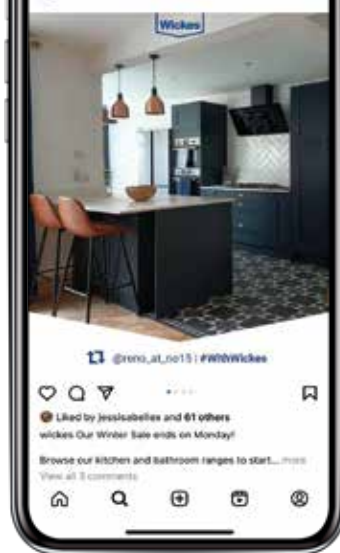 Wickes
@reno_at_no15 | #WithWickes
Liked by jessisabellex and 61 others
wickes Our Winter Sale ends on Monday!
Browse our kitchen and bathroom ranges to start... more
View all 3 comments